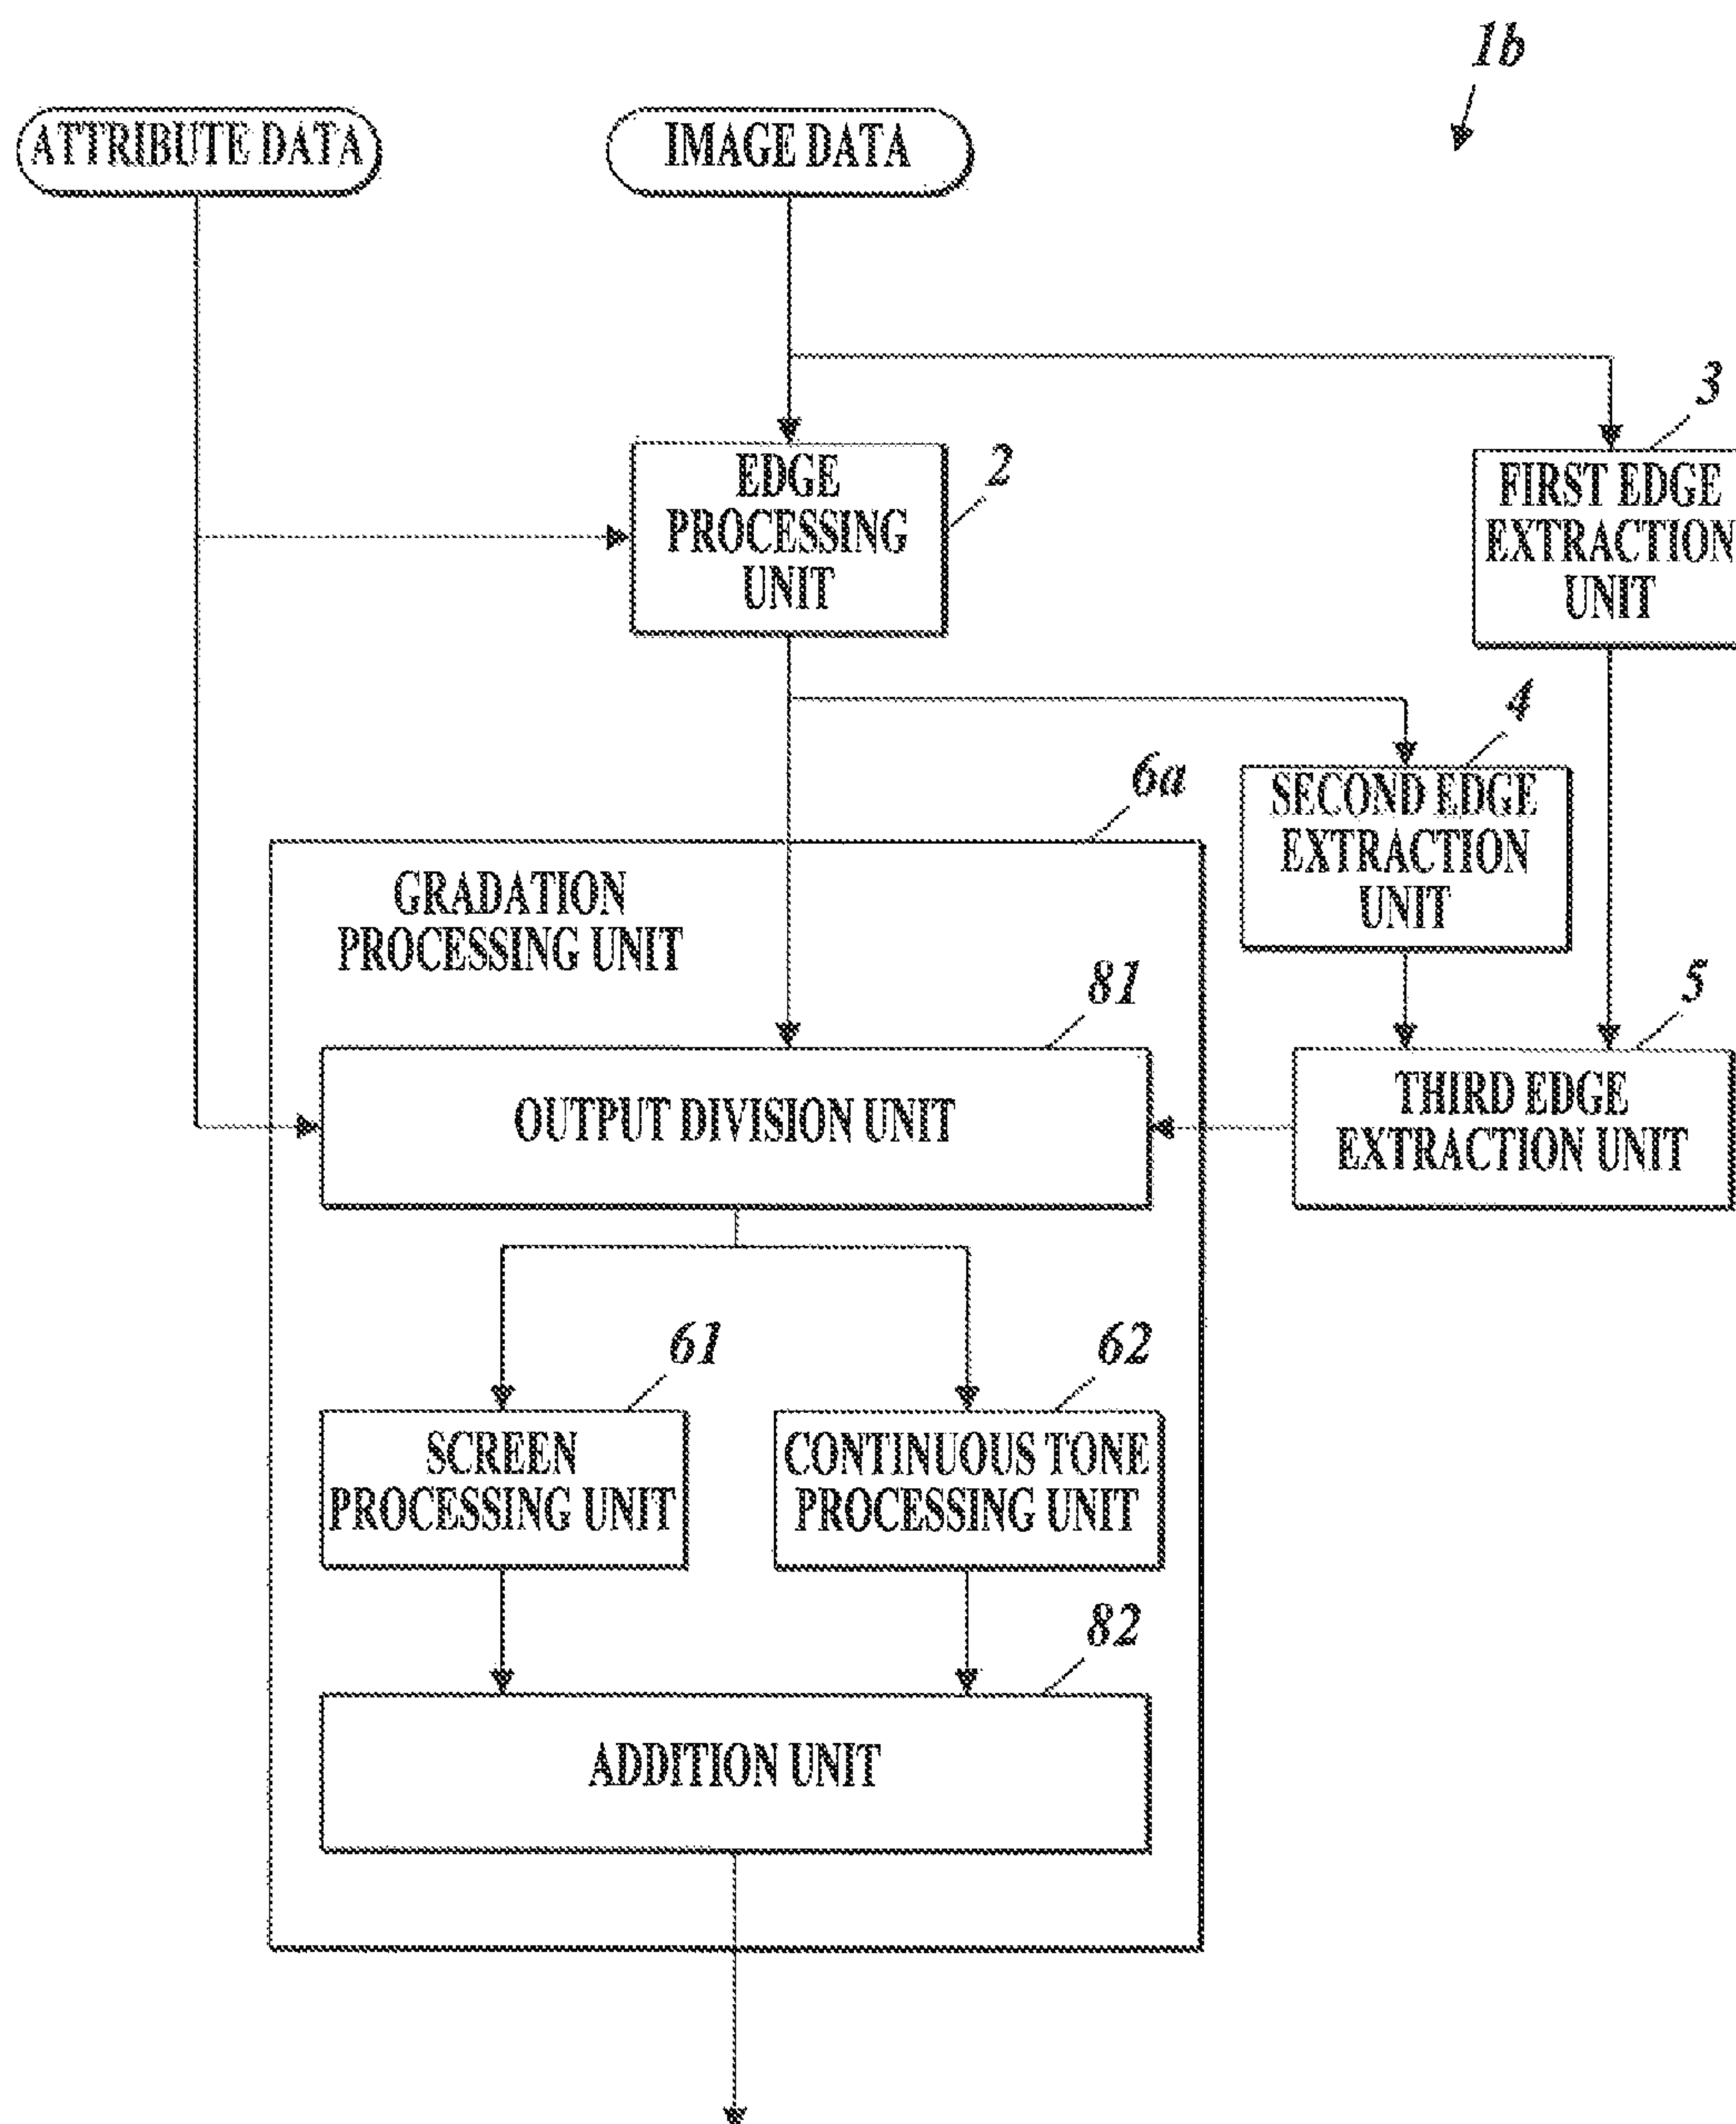 1b
ATTRIBUTE DATA
IMAGE DATA
3
2
EDGE
PROCESSING
UNIT
FIRST EDGE
EXTRACTION
UNIT
4
6a
SECOND EDGE
EXTRACTION
UNIT
GRADATION
PROCESSING UNIT
81
5
OUTPUT DIVISION UNIT
THIRD EDGE
EXTRACTION UNIT
61
62
SCREEN
PROCESSING UNIT
CONTINUOUS TONE
PROCESSING UNIT
82
ADDITION UNIT